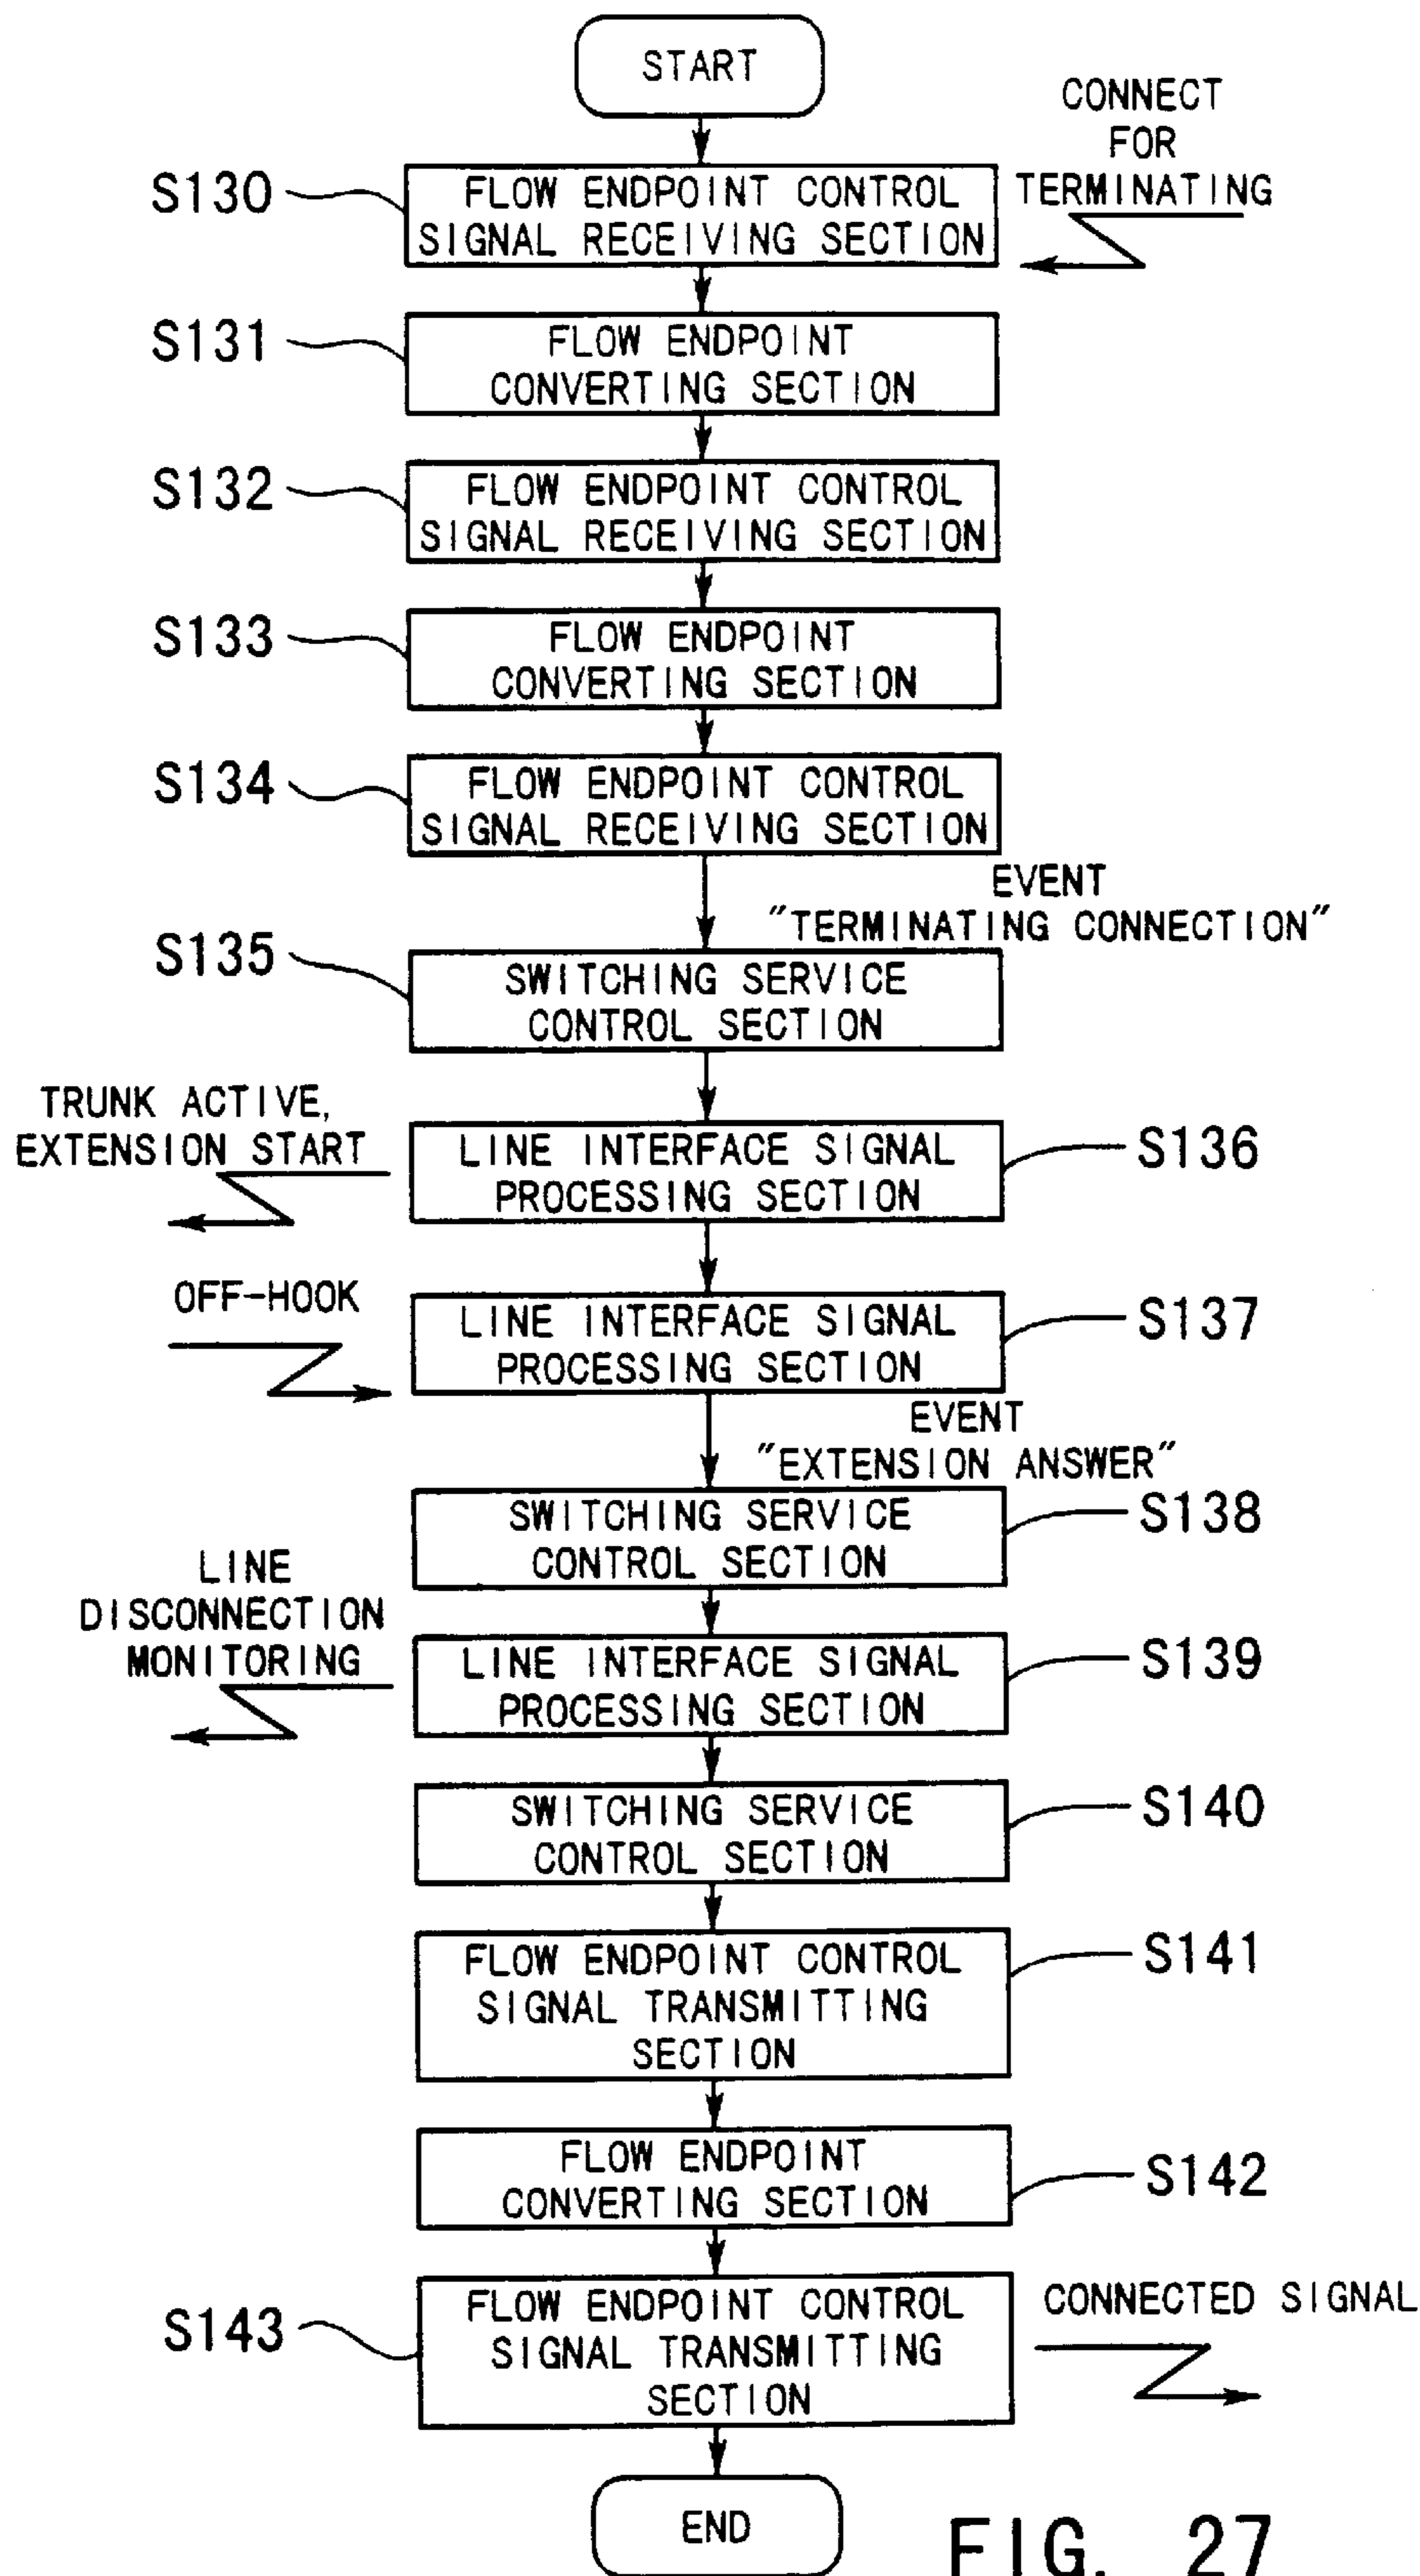 START
CONNECT
FOR
TERMINATING
S130
FLOW ENDPOINT CONTROL
SIGNAL RECEIVING SECTION
S131
FLOW ENDPOINT
CONVERTING SECTION
S132
FLOW ENDPOINT CONTROL
SIGNAL RECEIVING SECTION
S133
FLOW ENDPOINT
CONVERTING SECTION
S134
FLOW ENDPOINT CONTROL
SIGNAL RECEIVING SECTION
EVENT
"TERMINATING CONNECTION"
S135
SWITCHING SERVICE
CONTROL SECTION
TRUNK ACTIVE,
EXTENSION START
LINE INTERFACE SIGNAL
PROCESSING SECTION
S136
OFF-HOOK
LINE INTERFACE SIGNAL
PROCESSING SECTION
S137
EVENT
"EXTENSION ANSWER"
SWITCHING SERVICE
CONTROL SECTION
S138
LINE
DISCONNECTION
MONITORING
LINE INTERFACE SIGNAL
PROCESSING SECTION
S139
SWITCHING SERVICE
CONTROL SECTION
S140
FLOW ENDPOINT CONTROL
SIGNAL TRANSMITTING
SECTION
S141
FLOW ENDPOINT
CONVERTING SECTION
S142
S143
FLOW ENDPOINT CONTROL
SIGNAL TRANSMITTING
SECTION
CONNECTED SIGNAL
END
FIG. 27